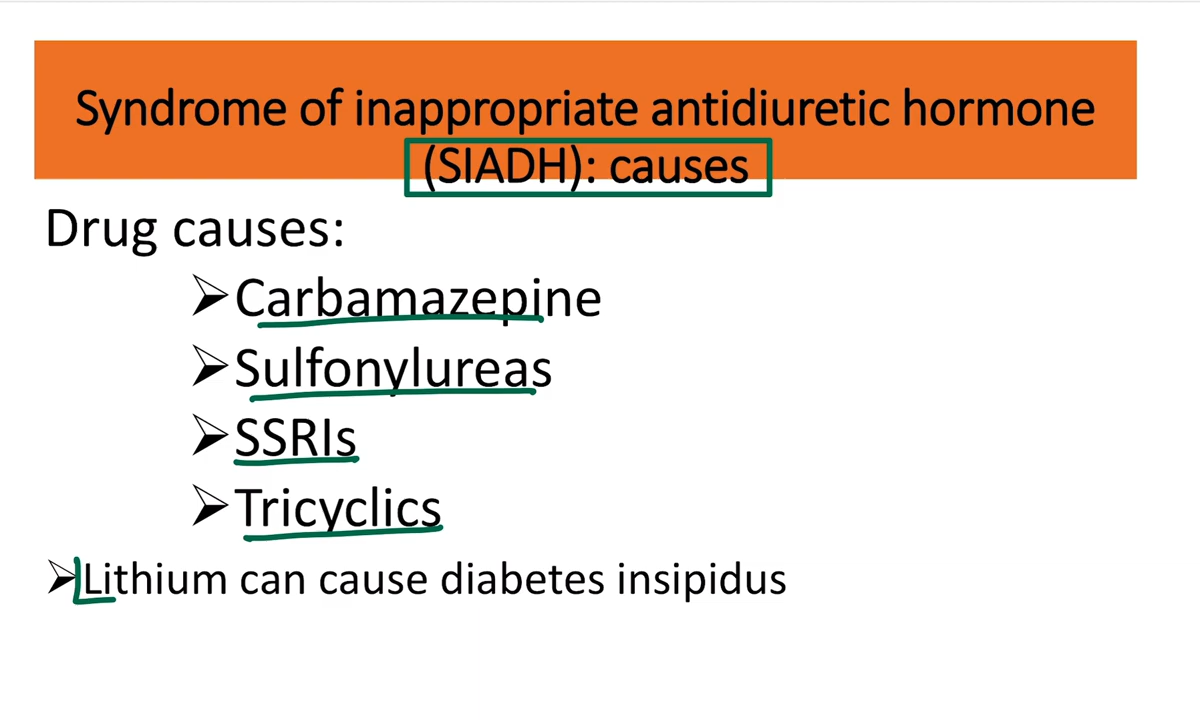 Syndrome of inappropriate antidiuretic hormone
(SIADH): causes
Drug causes:
➢Carbamazepine
➢Sulfonylureas
➢SSRIs
➢Tricyclics
➢Lithium can cause diabetes insipidus